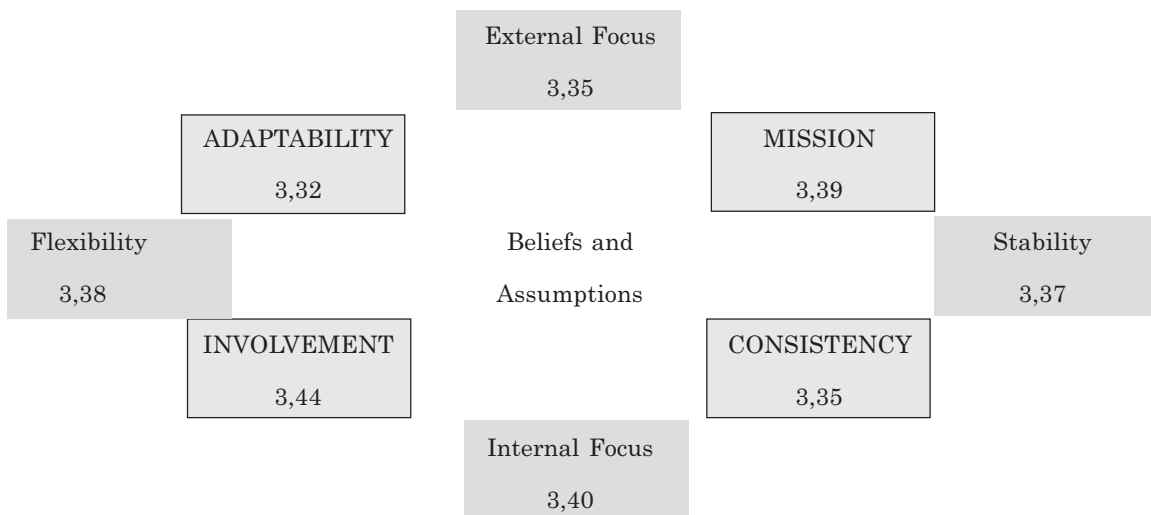 External Focus
3,35
ADAPTABILITY
3,32
MISSION
3,39
Flexibility
3,38
Beliefs and
Assumptions
Stability
3,37
INVOLVEMENT
3,44
CONSISTENCY
3,35
Internal Focus
3,40